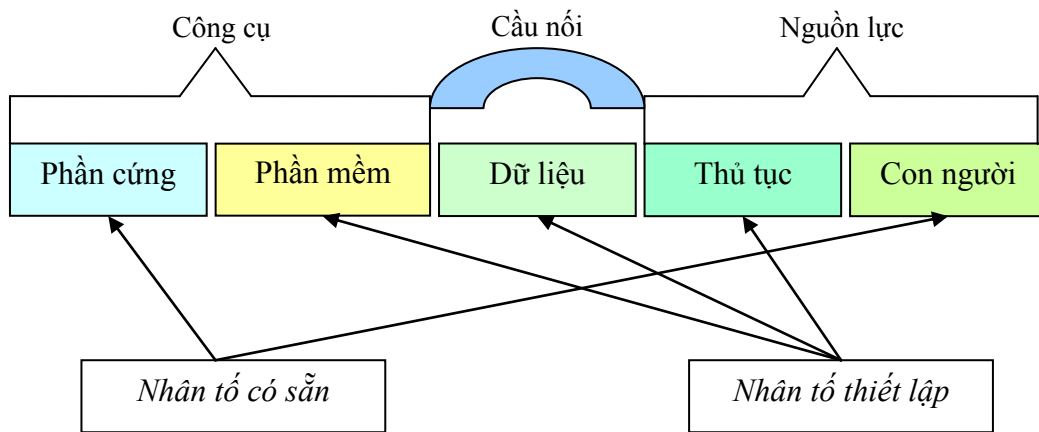 Công cụ
Cầu nối
Nguồn lực
Phần cứng
Phần mềm
Dữ liệu
Thủ tục
Con người
Nhân tố có sẵn
Nhân tố thiết lập